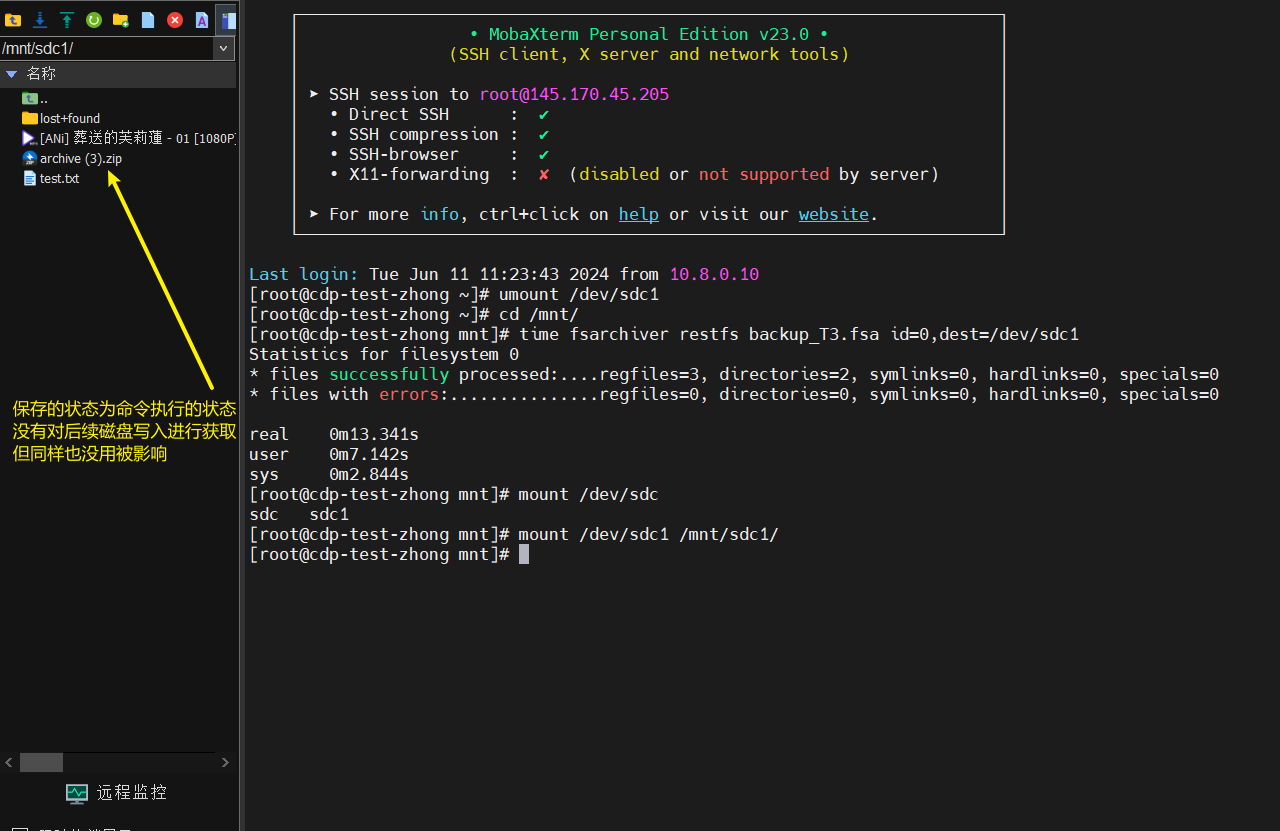 /mnt/sdc1/
名称
..
lost+found
[ANi] 葬送的芙莉蓮 - 01 [1080P]
archive (3).zip
test.txt
保存的状态为命令执行的状态
没有对后续磁盘写入进行获取
但同样也没用被影响
远程监控
• MobaXterm Personal Edition v23.0 •
(SSH client, X server and network tools)
➤ SSH session to root@145.170.45.205
• Direct SSH : ✔
• SSH compression : ✔
• SSH-browser : ✔
• X11-forwarding : ✘ (disabled or not supported by server)
➤ For more info, ctrl+click on help or visit our website.
Last login: Tue Jun 11 11:23:43 2024 from 10.8.0.10
[root@cdp-test-zhong ~]# umount /dev/sdc1
[root@cdp-test-zhong ~]# cd /mnt/
[root@cdp-test-zhong mnt]# time fsarchiver restfs backup_T3.fsa id=0,dest=/dev/sdc1
Statistics for filesystem 0
* files successfully processed:....regfiles=3, directories=2, symlinks=0, hardlinks=0, specials=0
* files with errors:...............regfiles=0, directories=0, symlinks=0, hardlinks=0, specials=0
real 0m13.341s
user 0m7.142s
sys 0m2.844s
[root@cdp-test-zhong mnt]# mount /dev/sdc
sdc sdc1
[root@cdp-test-zhong mnt]# mount /dev/sdc1 /mnt/sdc1/
[root@cdp-test-zhong mnt]#